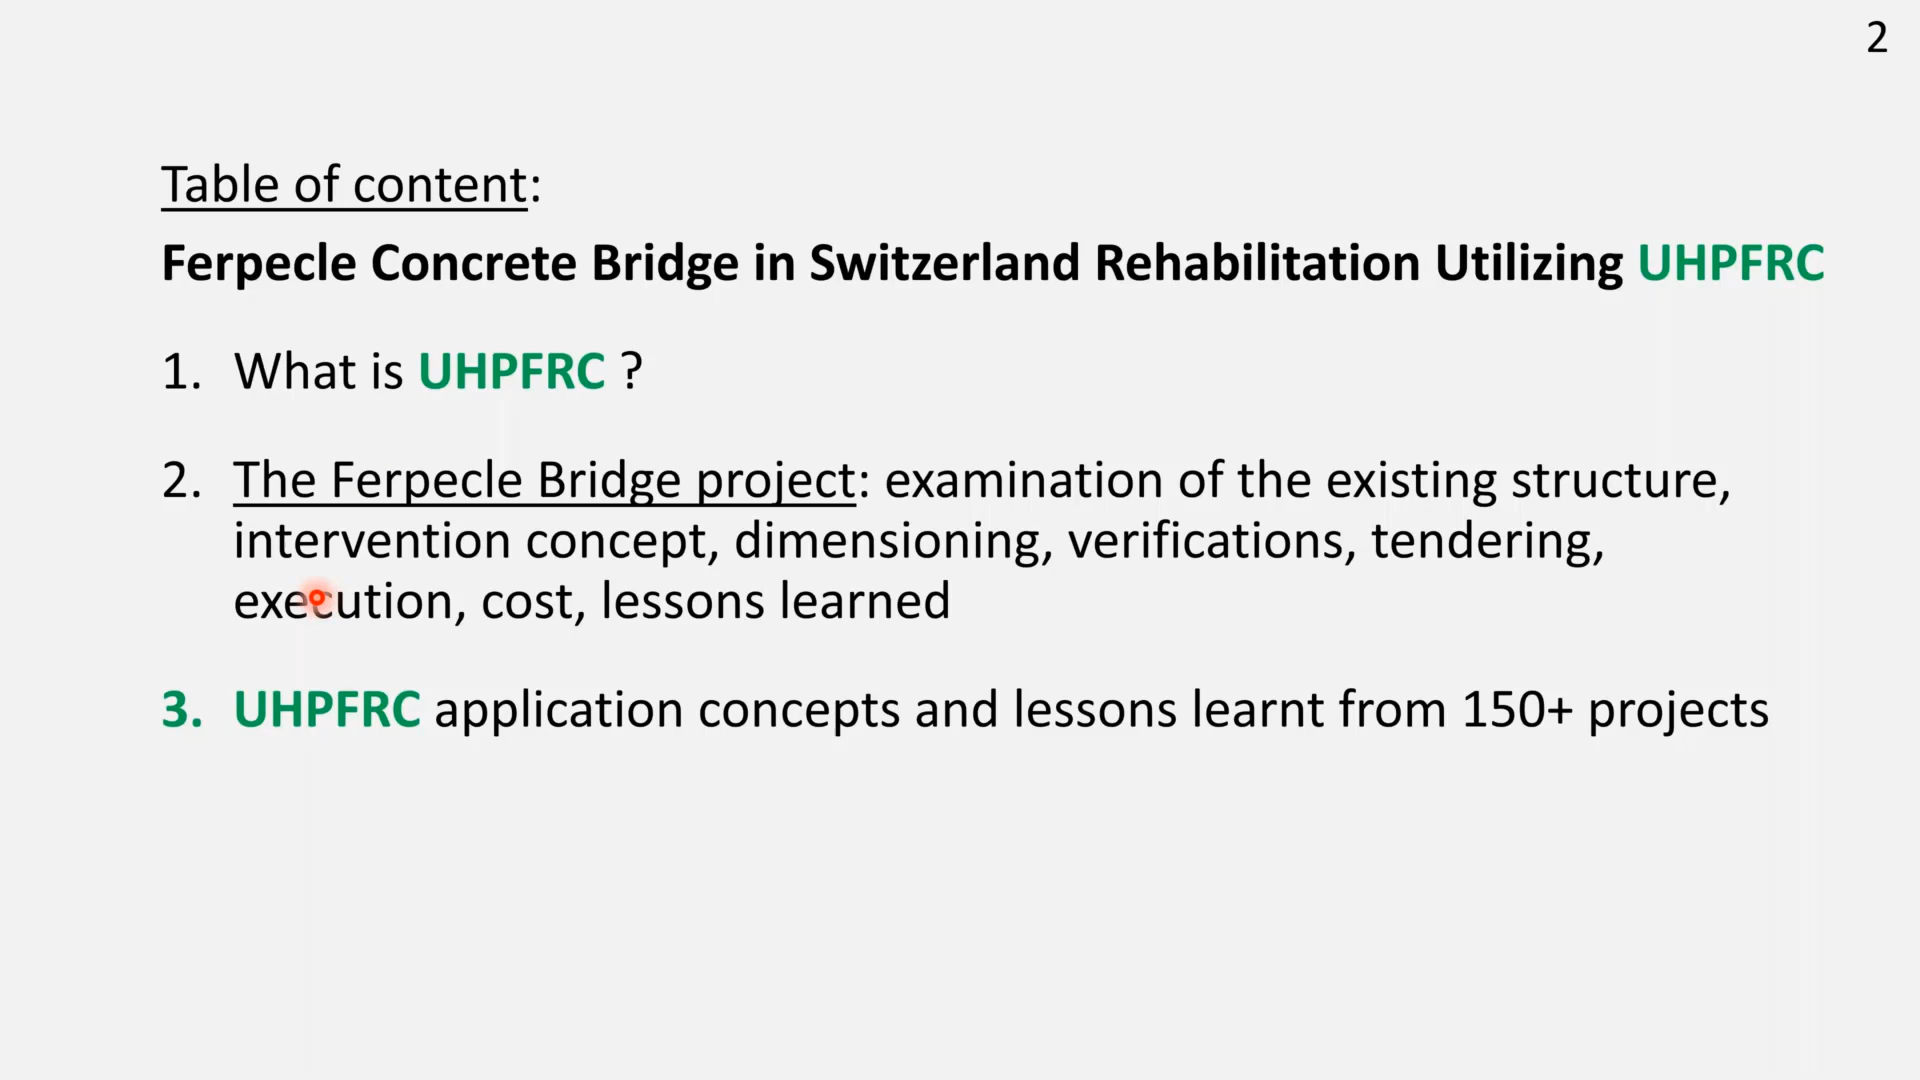 2
Table of content:
Ferpecle Concrete Bridge in Switzerland Rehabilitation Utilizing UHPFRC
1. What is UHPFRC ?
2. The Ferpecle Bridge project: examination of the existing structure,
intervention concept, dimensioning, verifications, tendering,
execution, cost, lessons learned
3. UHPFRC application concepts and lessons learnt from 150+ projects